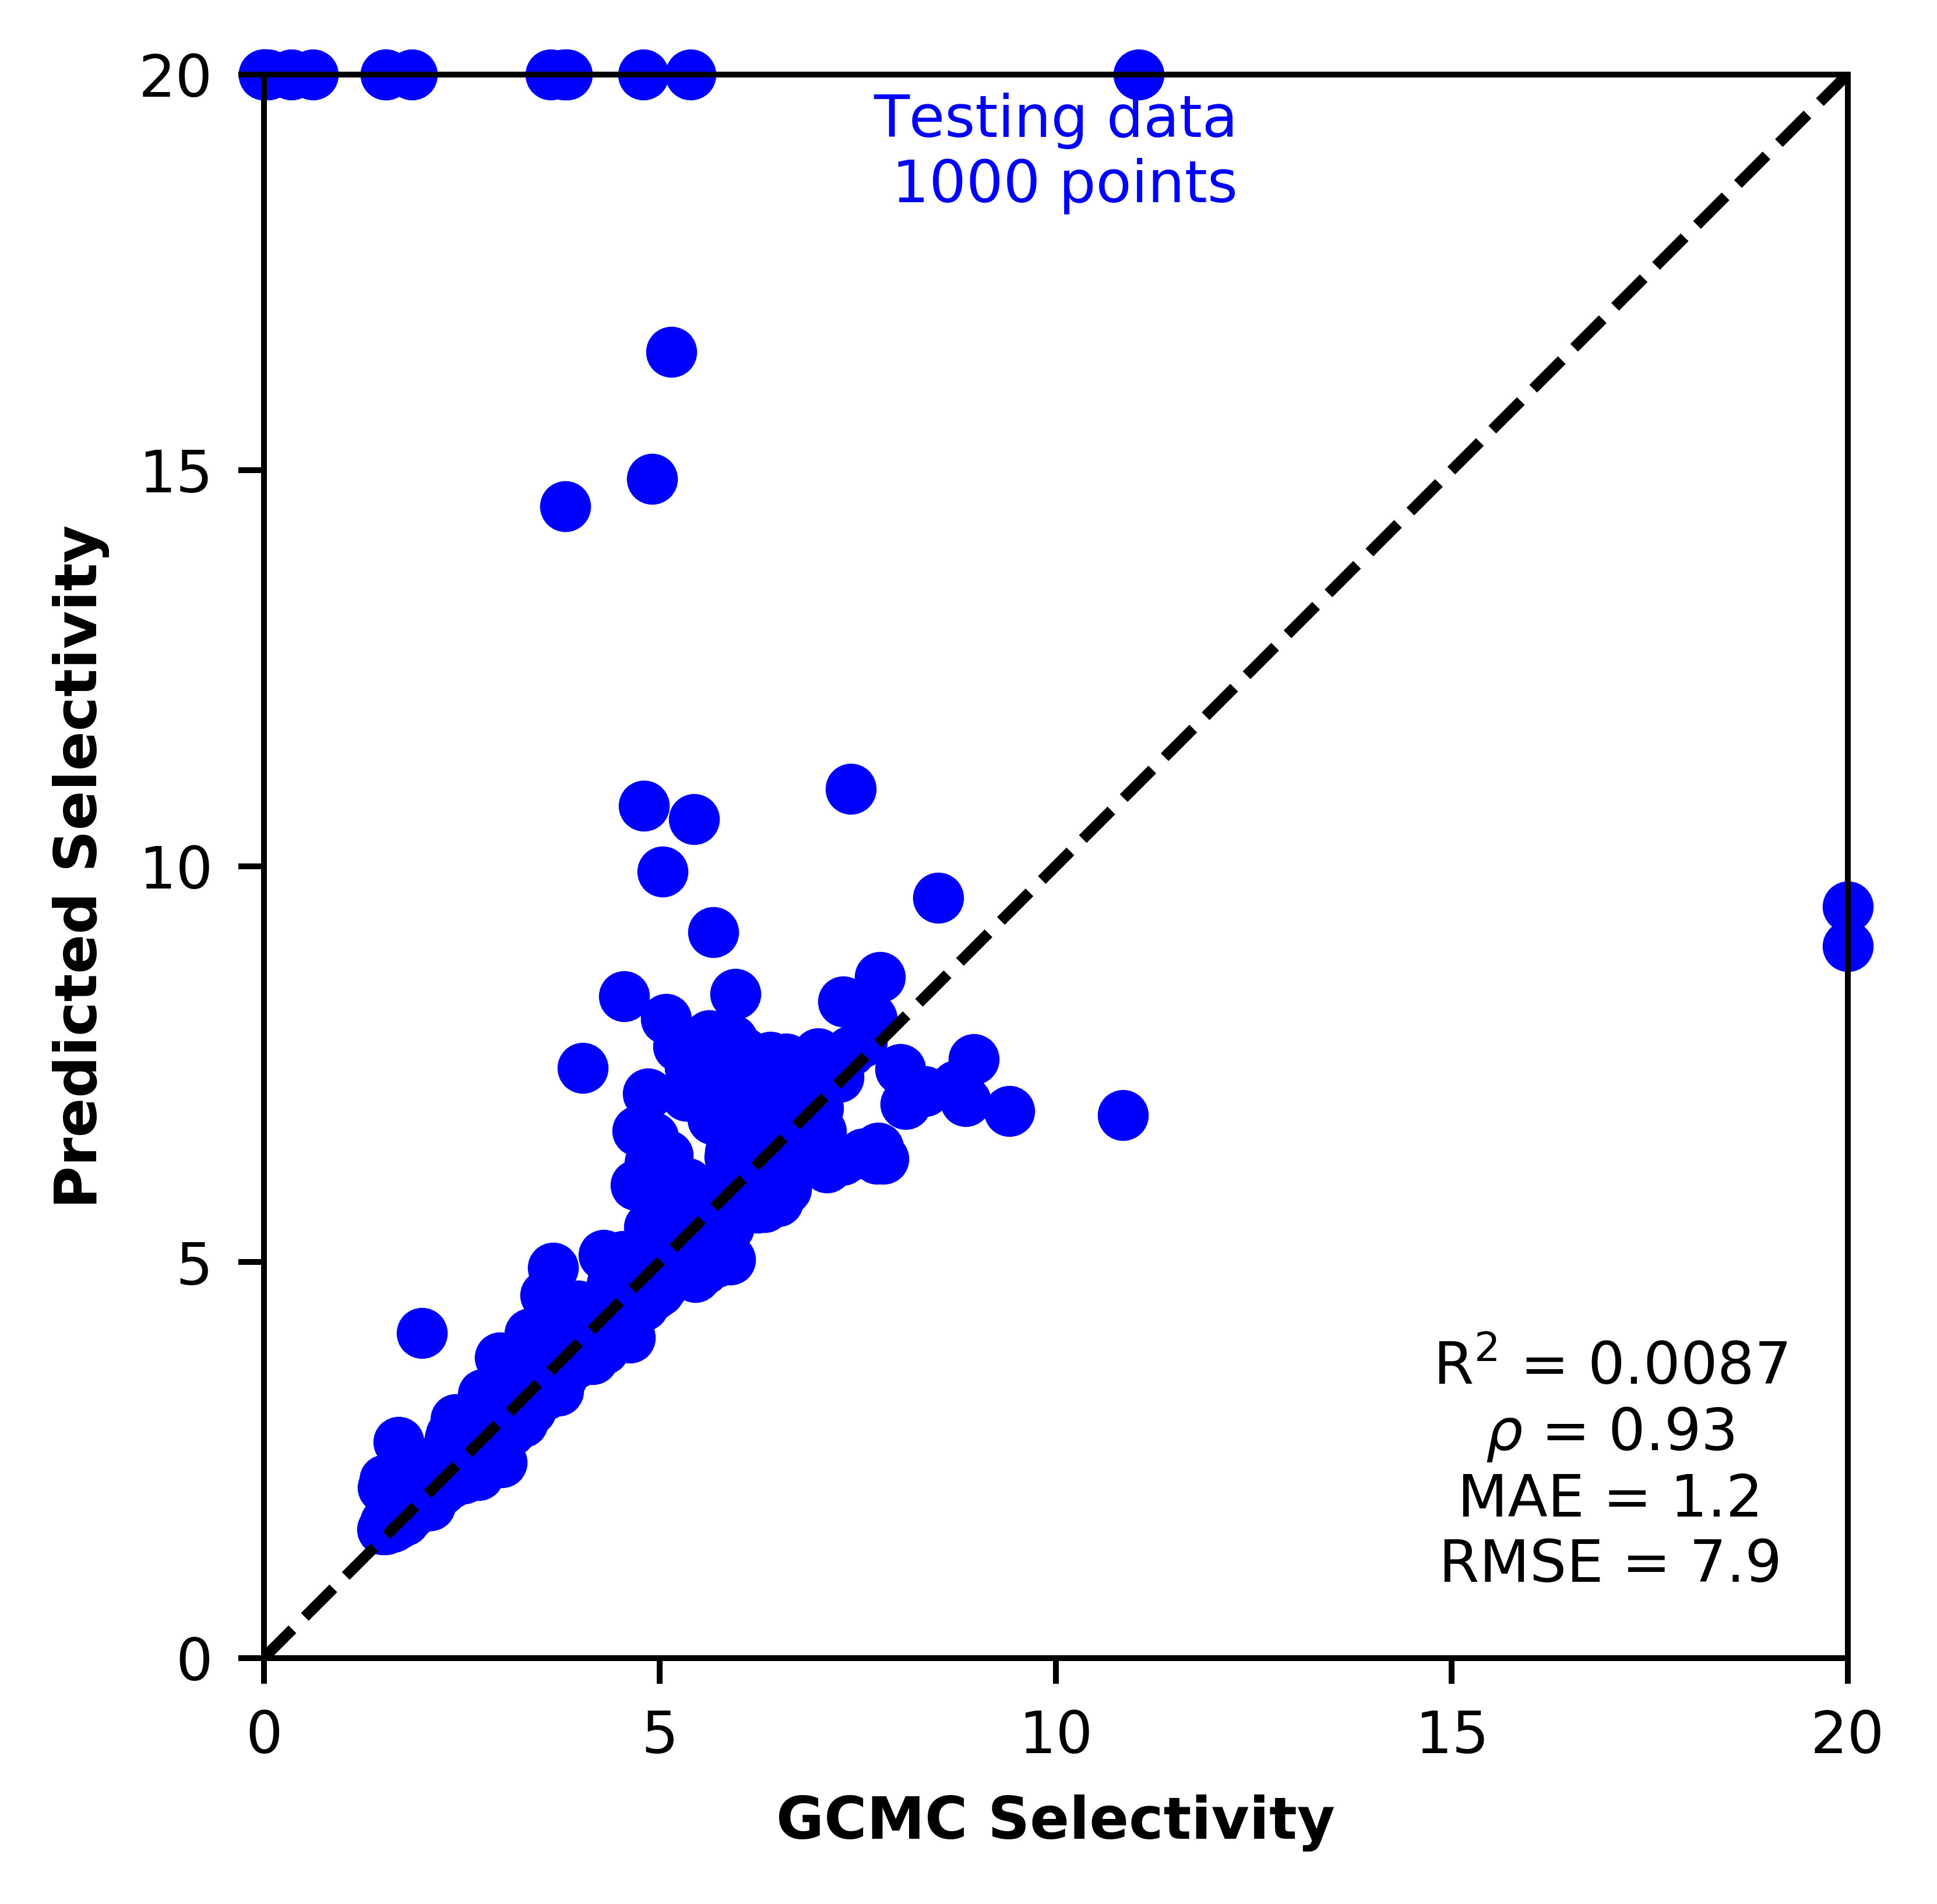 20
15
10
5
0
Predicted Selectivity
Testing data
1000 points
R² = 0.0087
ρ = 0.93
MAE = 1.2
RMSE = 7.9
0 5 10 15 20
GCMC Selectivity